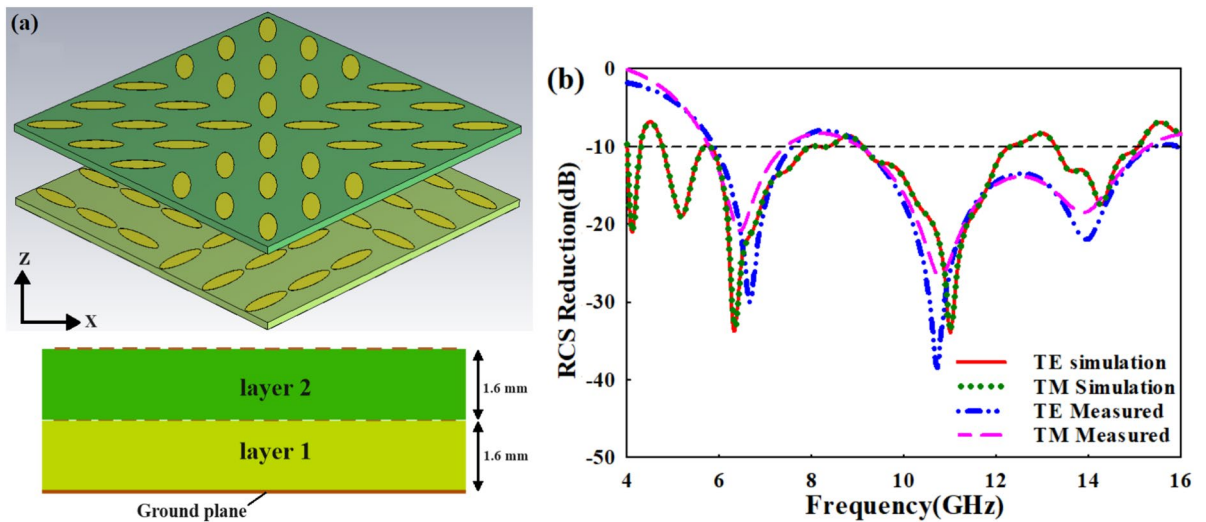 (a)
Z
X
layer 2
1.6 mm
layer 1
1.6 mm
Ground plane
(b)
RCS Reduction(dB)
0
-10
-20
-30
-40
-50
4
6
8
10
12
14
16
Frequency(GHz)
TE simulation
TM Simulation
TE Measured
TM Measured